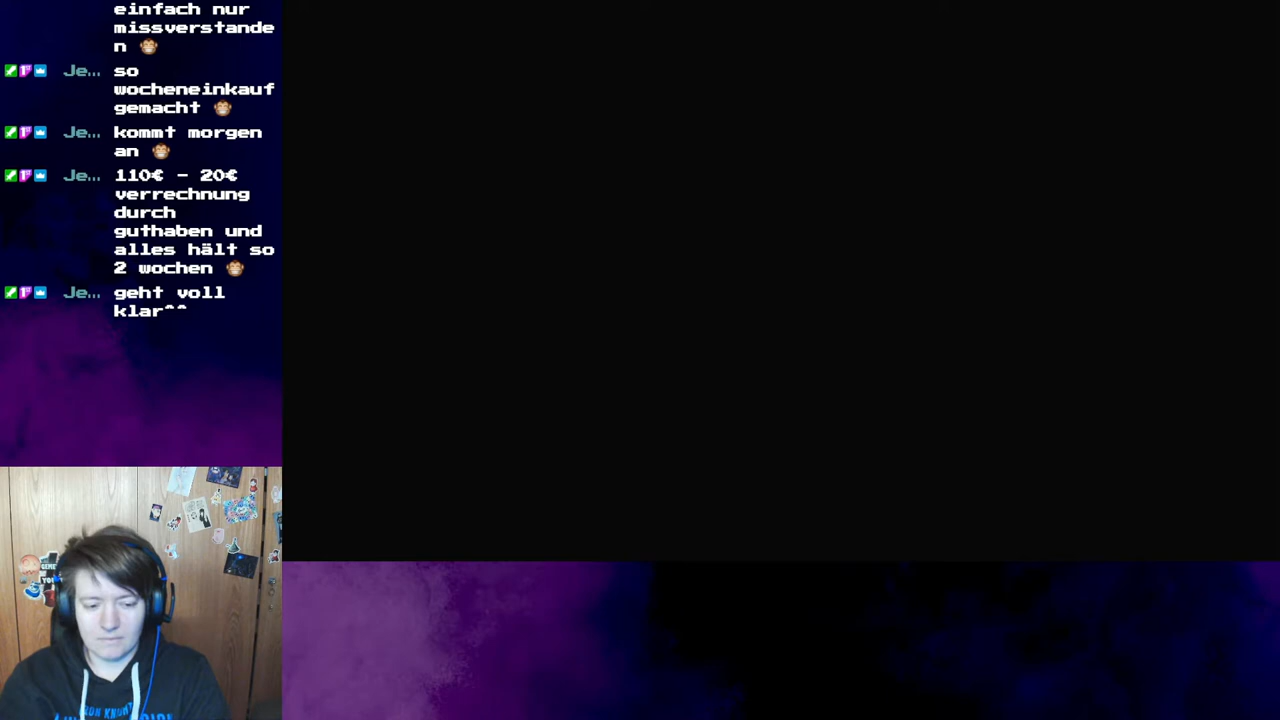 einfach nur
missverstande
n
Je... so
wocheneinkauf
gemacht
Je... kommt morgen
an
Je... 110€ - 20€
verrechnung
durch
guthaben und
alles hält so
2 wochen
Je... geht voll
klar^^